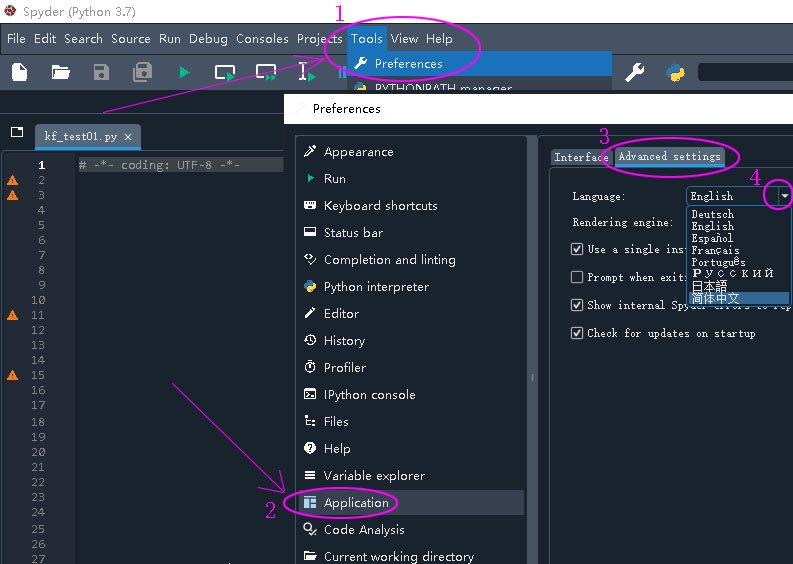 Spyder (Python 3.7)
1
File Edit Search Source Run Debug Consoles Projects Tools View Help
Preferences
PYTHONPATH manager
Preferences
kf_test01.py
3
Appearance
Interface Advanced settings
1 # -*- coding: UTF-8 -*-
Run
4
2
3
Keyboard shortcuts
Language: English
4
Deutsch
5
Status bar
Rendering engine:
English
6
Español
Completion and linting
Use a single
Français
7
Português
8
Python interpreter
Prompt when
Русский
9
日本語
10
Editor
Show internal Spyder errors to
简体中文
11
12
History
Check for updates on startup
13
14
Profiler
15
16
IPython console
17
18
Files
19
20
Help
21
22
Variable explorer
23
2 Application
24
25
Code Analysis
26
27
Current working directory